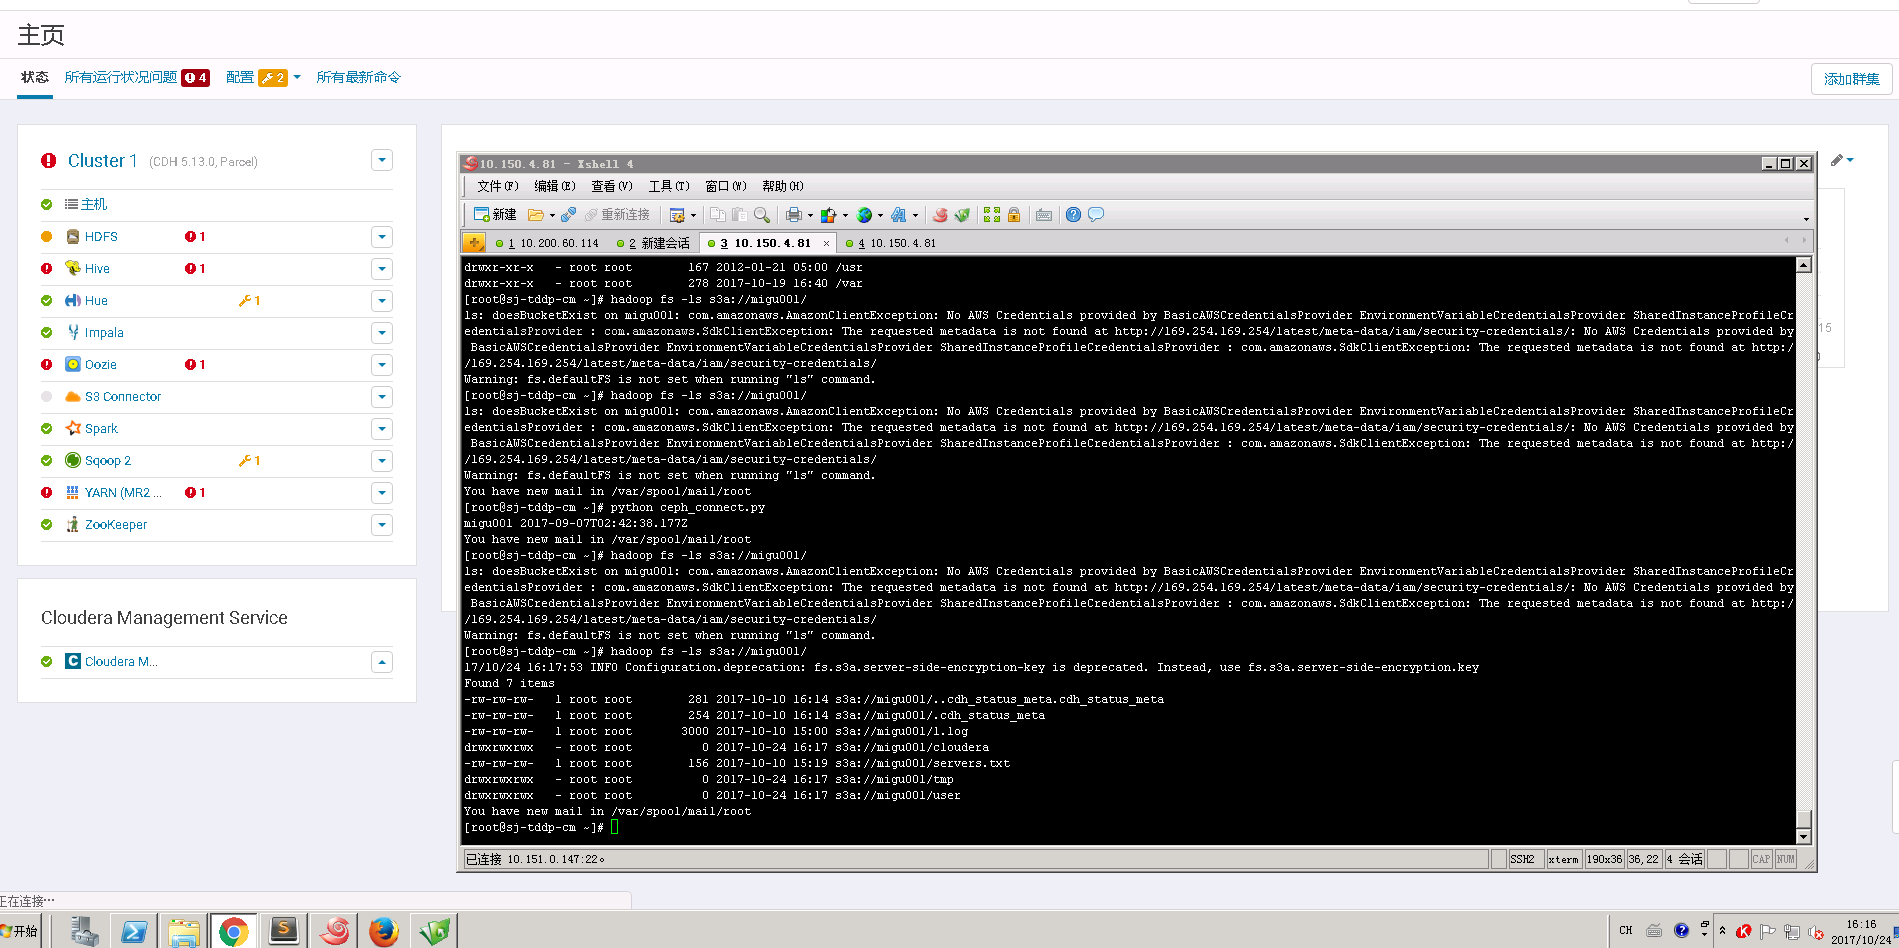 主页
状态 所有运行状况问题 4 配置 2 所有最新命令
添加群集
Cluster 1 (CDH 5.13.0, Parcel)
主机
HDFS 1
Hive 1
Hue 1
Impala
Oozie 1
S3 Connector
Spark
Sqoop 2 1
YARN (MR2 ... 1
ZooKeeper
Cloudera Management Service
Cloudera M...
10.150.4.81 - Xshell 4
文件(F) 编辑(E) 查看(V) 工具(T) 窗口(W) 帮助(H)
新建 重新连接
1 10.200.60.114 2 新建会话 3 10.150.4.81 × 4 10.150.4.81
drwxr-xr-x - root root 167 2012-01-21 05:00 /usr
drwxr-xr-x - root root 278 2017-10-19 16:40 /var
[root@sj-tddp-cm ~]# hadoop fs -ls s3a://migu001/
ls: doesBucketExist on migu001: com.amazonaws.AmazonClientException: No AWS Credentials provided by BasicAWSCredentialsProvider EnvironmentVariableCredentialsProvider SharedInstanceProfileCr
edentialsProvider : com.amazonaws.SdkClientException: The requested metadata is not found at http://169.254.169.254/latest/meta-data/iam/security-credentials/: No AWS Credentials provided by
BasicAWSCredentialsProvider EnvironmentVariableCredentialsProvider SharedInstanceProfileCredentialsProvider : com.amazonaws.SdkClientException: The requested metadata is not found at http:/
/169.254.169.254/latest/meta-data/iam/security-credentials/
Warning: fs.defaultFS is not set when running "ls" command.
[root@sj-tddp-cm ~]# hadoop fs -ls s3a://migu001/
ls: doesBucketExist on migu001: com.amazonaws.AmazonClientException: No AWS Credentials provided by BasicAWSCredentialsProvider EnvironmentVariableCredentialsProvider SharedInstanceProfileCr
edentialsProvider : com.amazonaws.SdkClientException: The requested metadata is not found at http://169.254.169.254/latest/meta-data/iam/security-credentials/: No AWS Credentials provided by
BasicAWSCredentialsProvider EnvironmentVariableCredentialsProvider SharedInstanceProfileCredentialsProvider : com.amazonaws.SdkClientException: The requested metadata is not found at http:/
/169.254.169.254/latest/meta-data/iam/security-credentials/
Warning: fs.defaultFS is not set when running "ls" command.
You have new mail in /var/spool/mail/root
[root@sj-tddp-cm ~]# python ceph_connect.py
migu001 2017-09-07T02:42:38.177Z
You have new mail in /var/spool/mail/root
[root@sj-tddp-cm ~]# hadoop fs -ls s3a://migu001/
ls: doesBucketExist on migu001: com.amazonaws.AmazonClientException: No AWS Credentials provided by BasicAWSCredentialsProvider EnvironmentVariableCredentialsProvider SharedInstanceProfileCr
edentialsProvider : com.amazonaws.SdkClientException: The requested metadata is not found at http://169.254.169.254/latest/meta-data/iam/security-credentials/: No AWS Credentials provided by
BasicAWSCredentialsProvider EnvironmentVariableCredentialsProvider SharedInstanceProfileCredentialsProvider : com.amazonaws.SdkClientException: The requested metadata is not found at http:/
/169.254.169.254/latest/meta-data/iam/security-credentials/
Warning: fs.defaultFS is not set when running "ls" command.
[root@sj-tddp-cm ~]# hadoop fs -ls s3a://migu001/
17/10/24 16:17:53 INFO Configuration.deprecation: fs.s3a.server-side-encryption-key is deprecated. Instead, use fs.s3a.server-side-encryption.key
Found 7 items
-rw-rw-rw- 1 root root 281 2017-10-10 16:14 s3a://migu001/..cdh_status_meta.cdh_status_meta
-rw-rw-rw- 1 root root 254 2017-10-10 16:14 s3a://migu001/.cdh_status_meta
-rw-rw-rw- 1 root root 3000 2017-10-10 15:00 s3a://migu001/1.log
drwxrwxrwx - root root 0 2017-10-24 16:17 s3a://migu001/cloudera
-rw-rw-rw- 1 root root 156 2017-10-10 15:19 s3a://migu001/servers.txt
drwxrwxrwx - root root 0 2017-10-24 16:17 s3a://migu001/tmp
drwxrwxrwx - root root 0 2017-10-24 16:17 s3a://migu001/user
You have new mail in /var/spool/mail/root
[root@sj-tddp-cm ~]#
15
已连接 10.151.0.147:22。 SSH2 xterm 190x36 36,22 4 会话 CAP NUM
正在连接…
开始 CH 16:16
2017/10/24